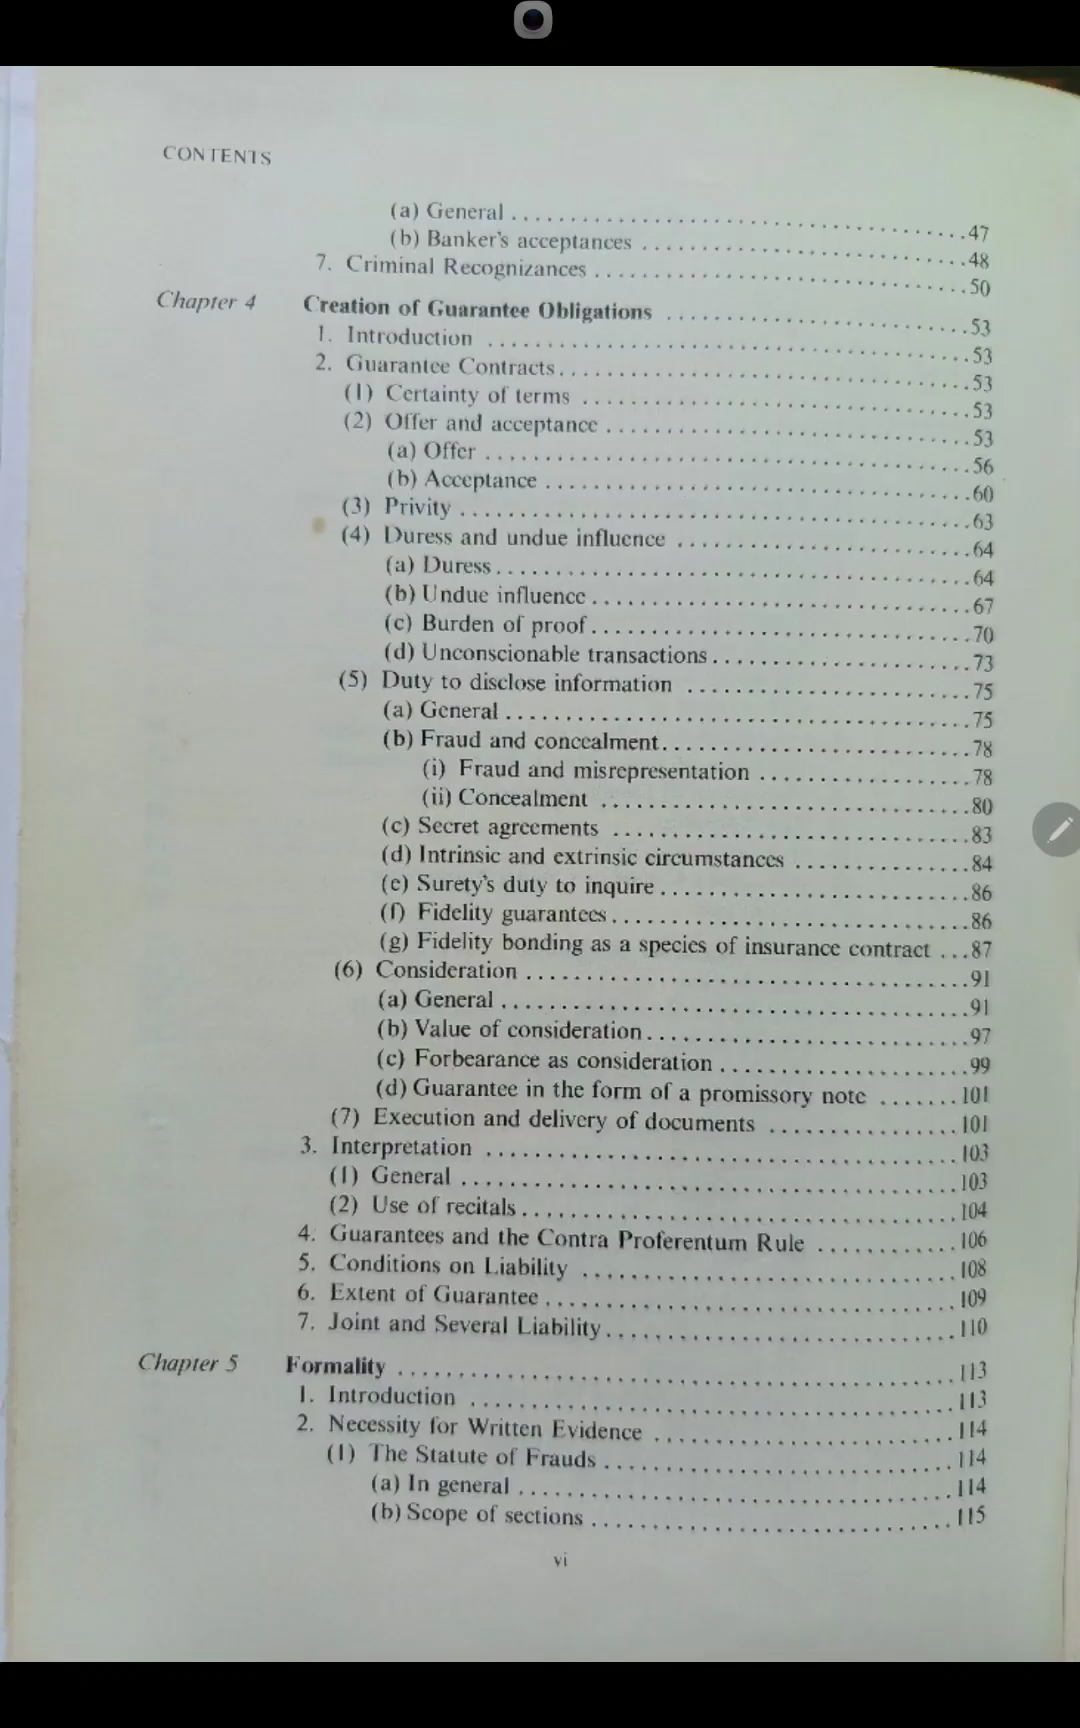 CONTENTS
(a) General ........................................47
(b) Banker's acceptances ............................48
7. Criminal Recognizances ................................50
Chapter 4 Creation of Guarantee Obligations ..........................53
1. Introduction .........................................53
2. Guarantee Contracts...................................53
(1) Certainty of terms .................................53
(2) Offer and acceptance ...............................53
(a) Offer ..........................................56
(b) Acceptance .....................................60
(3) Privity ............................................63
(4) Duress and undue influence .........................64
(a) Duress..........................................64
(b) Undue influence.................................67
(c) Burden of proof.................................70
(d) Unconscionable transactions.....................73
(5) Duty to disclose information .......................75
(a) General ........................................75
(b) Fraud and concealment...........................78
(i) Fraud and misrepresentation ..................78
(ii) Concealment .................................80
(c) Secret agreements ..............................83
(d) Intrinsic and extrinsic circumstances ..............84
(e) Surety's duty to inquire ..........................86
(f) Fidelity guarantees................................86
(g) Fidelity bonding as a species of insurance contract ...87
(6) Consideration ......................................91
(a) General ........................................91
(b) Value of consideration...........................97
(c) Forbearance as consideration .....................99
(d) Guarantee in the form of a promissory note .......101
(7) Execution and delivery of documents ................101
3. Interpretation .......................................103
(1) General ...........................................103
(2) Use of recitals.....................................104
4. Guarantees and the Contra Proferentum Rule ............106
5. Conditions on Liability ...............................108
6. Extent of Guarantee ...................................109
7. Joint and Several Liability............................110
Chapter 5 Formality ...............................................113
1. Introduction .........................................113
2. Necessity for Written Evidence ........................114
(1) The Statute of Frauds ..............................114
(a) In general .....................................114
(b) Scope of sections ..............................115
vi